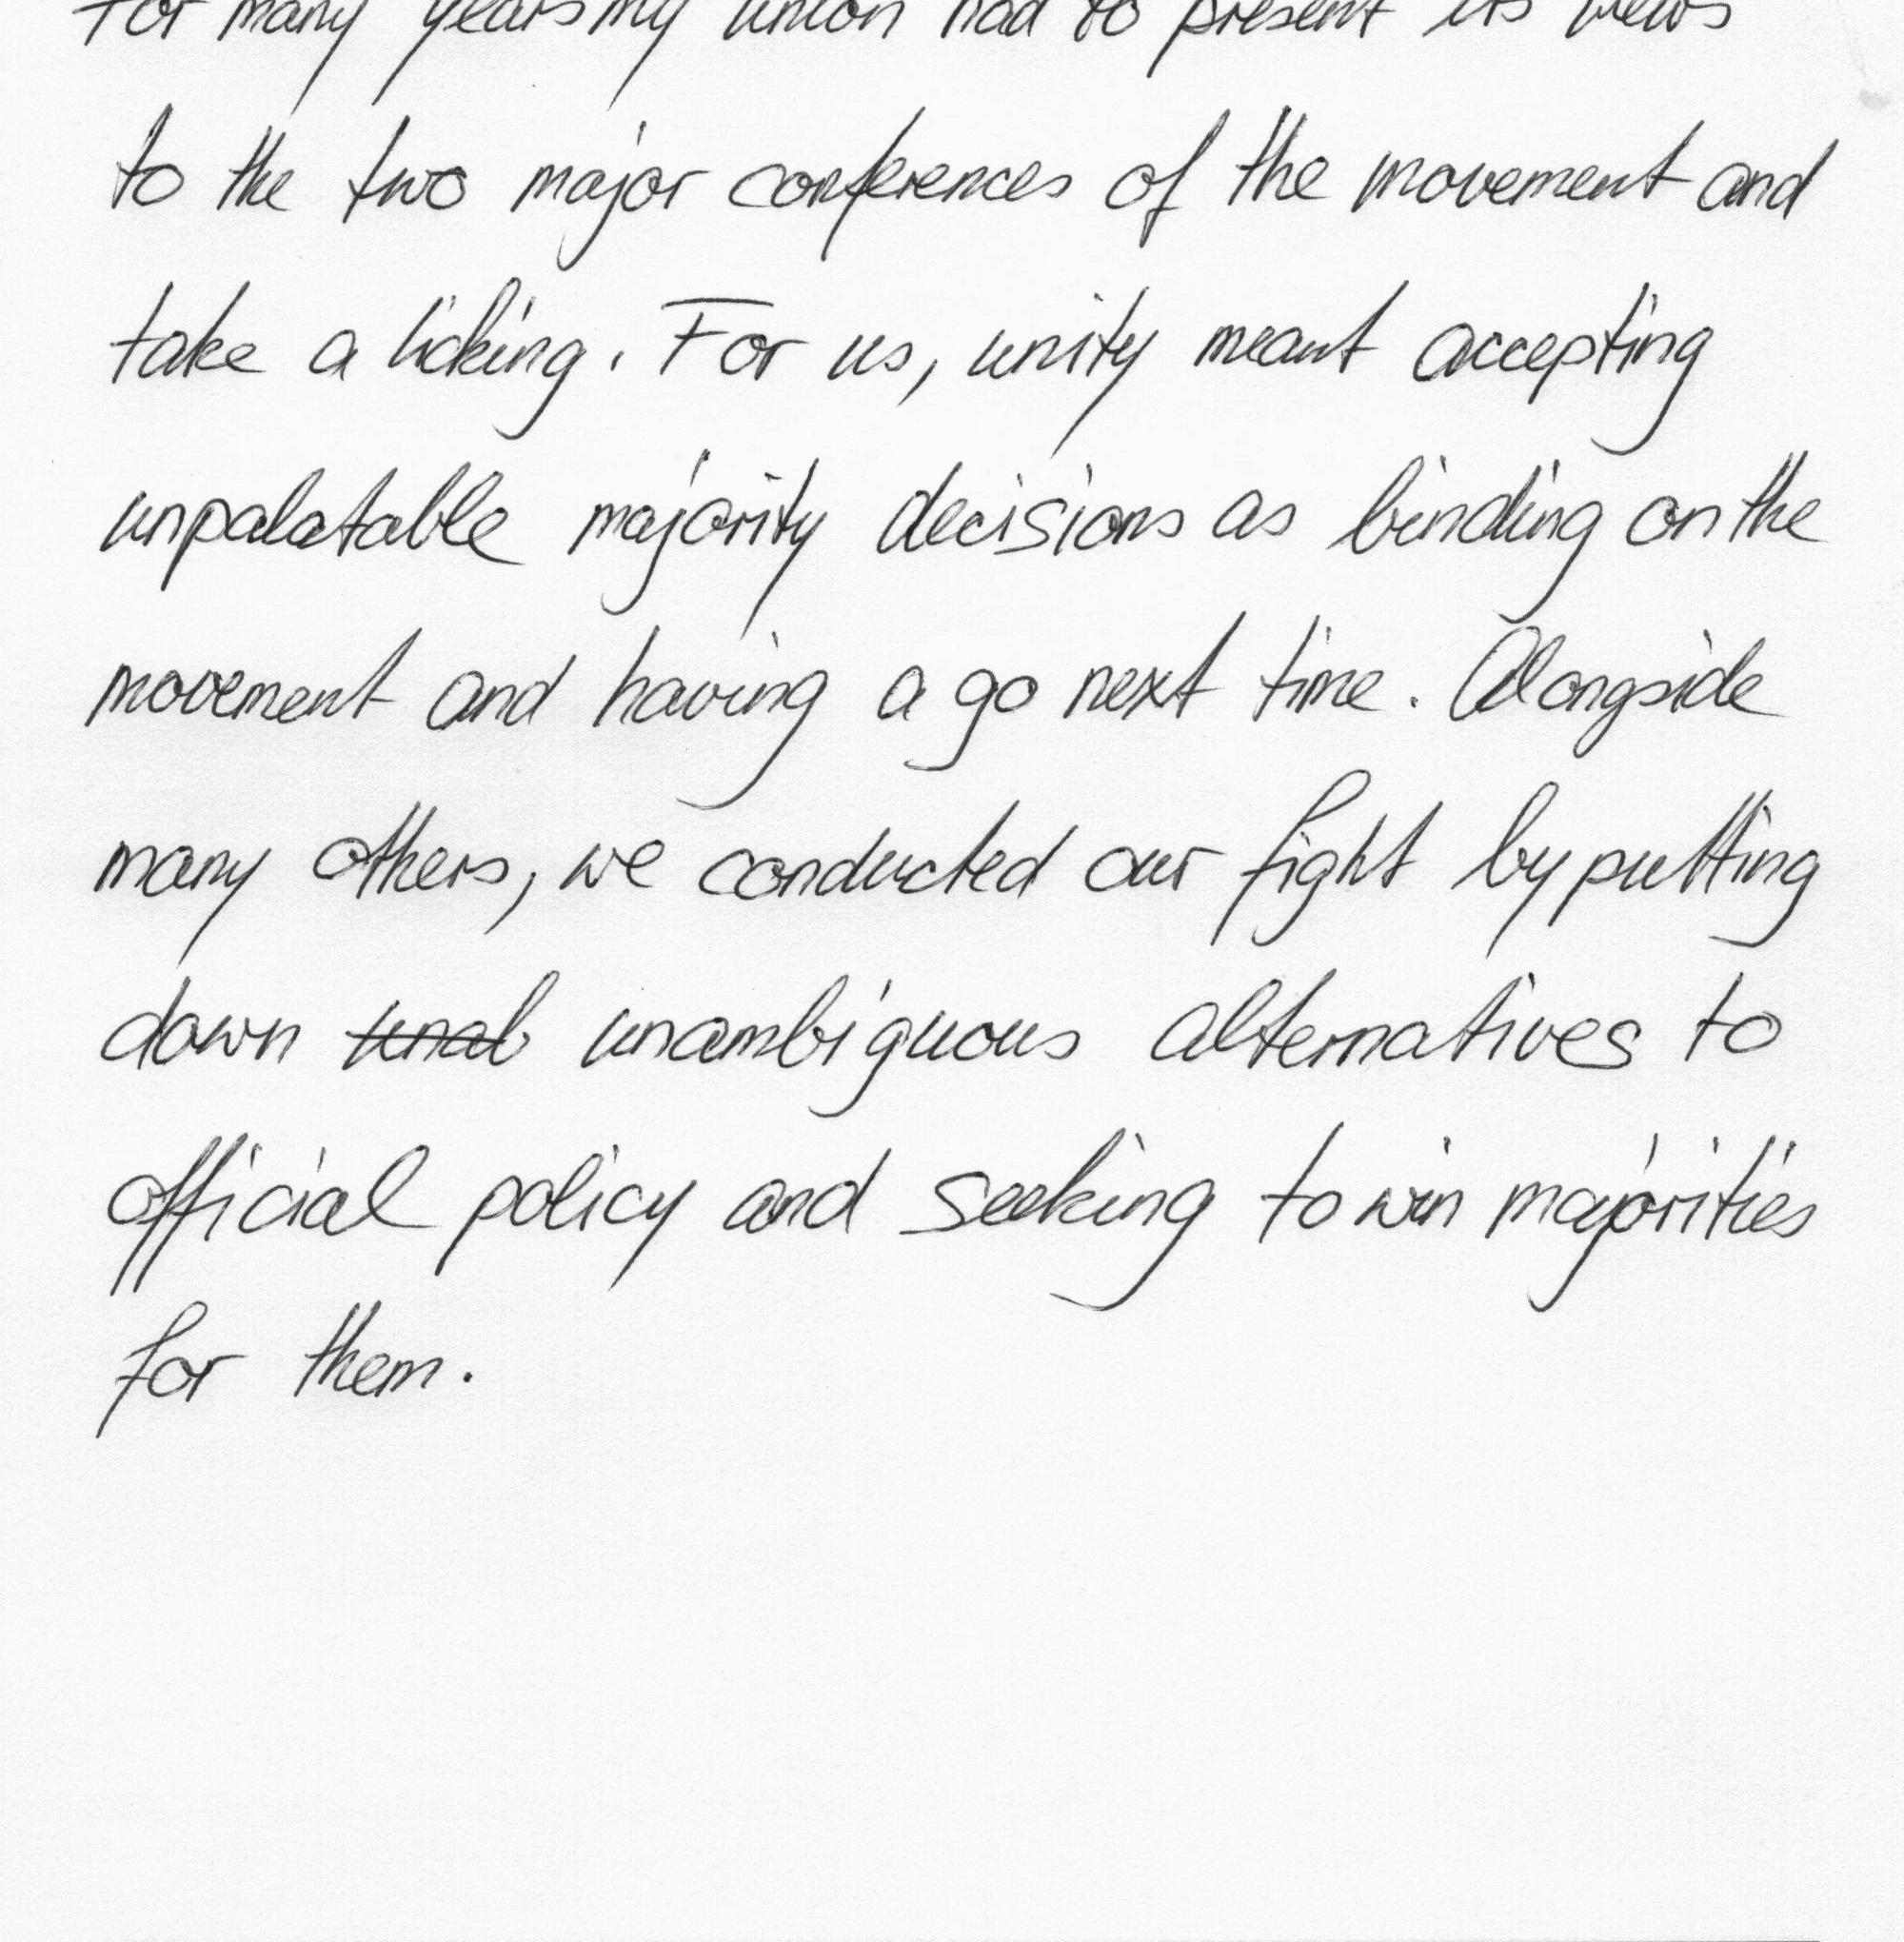 For many years my union had to present its views
to the two major conferences of the movement and
take a licking. For us, unity meant accepting
unpalatable majority decisions as binding on the
movement and having a go next time. Alongside
many others, we conducted our fight by putting
down unab unambiguous alternatives to
official policy and seeking to win majorities
for them.